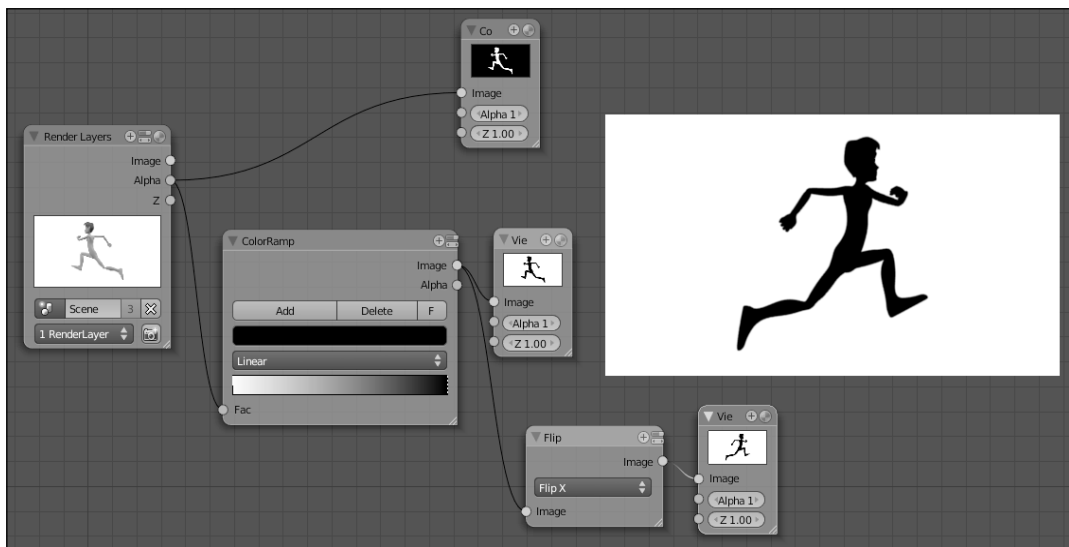 Co
Image
Alpha 1
Z 1.00
Render Layers
Image
Alpha
Z
Scene 3
1 RenderLayer
ColorRamp
Image
Alpha
Add Delete F
Linear
Fac
Vie
Image
Alpha 1
Z 1.00
Flip
Image
Flip X
Image
Vie
Image
Alpha 1
Z 1.00